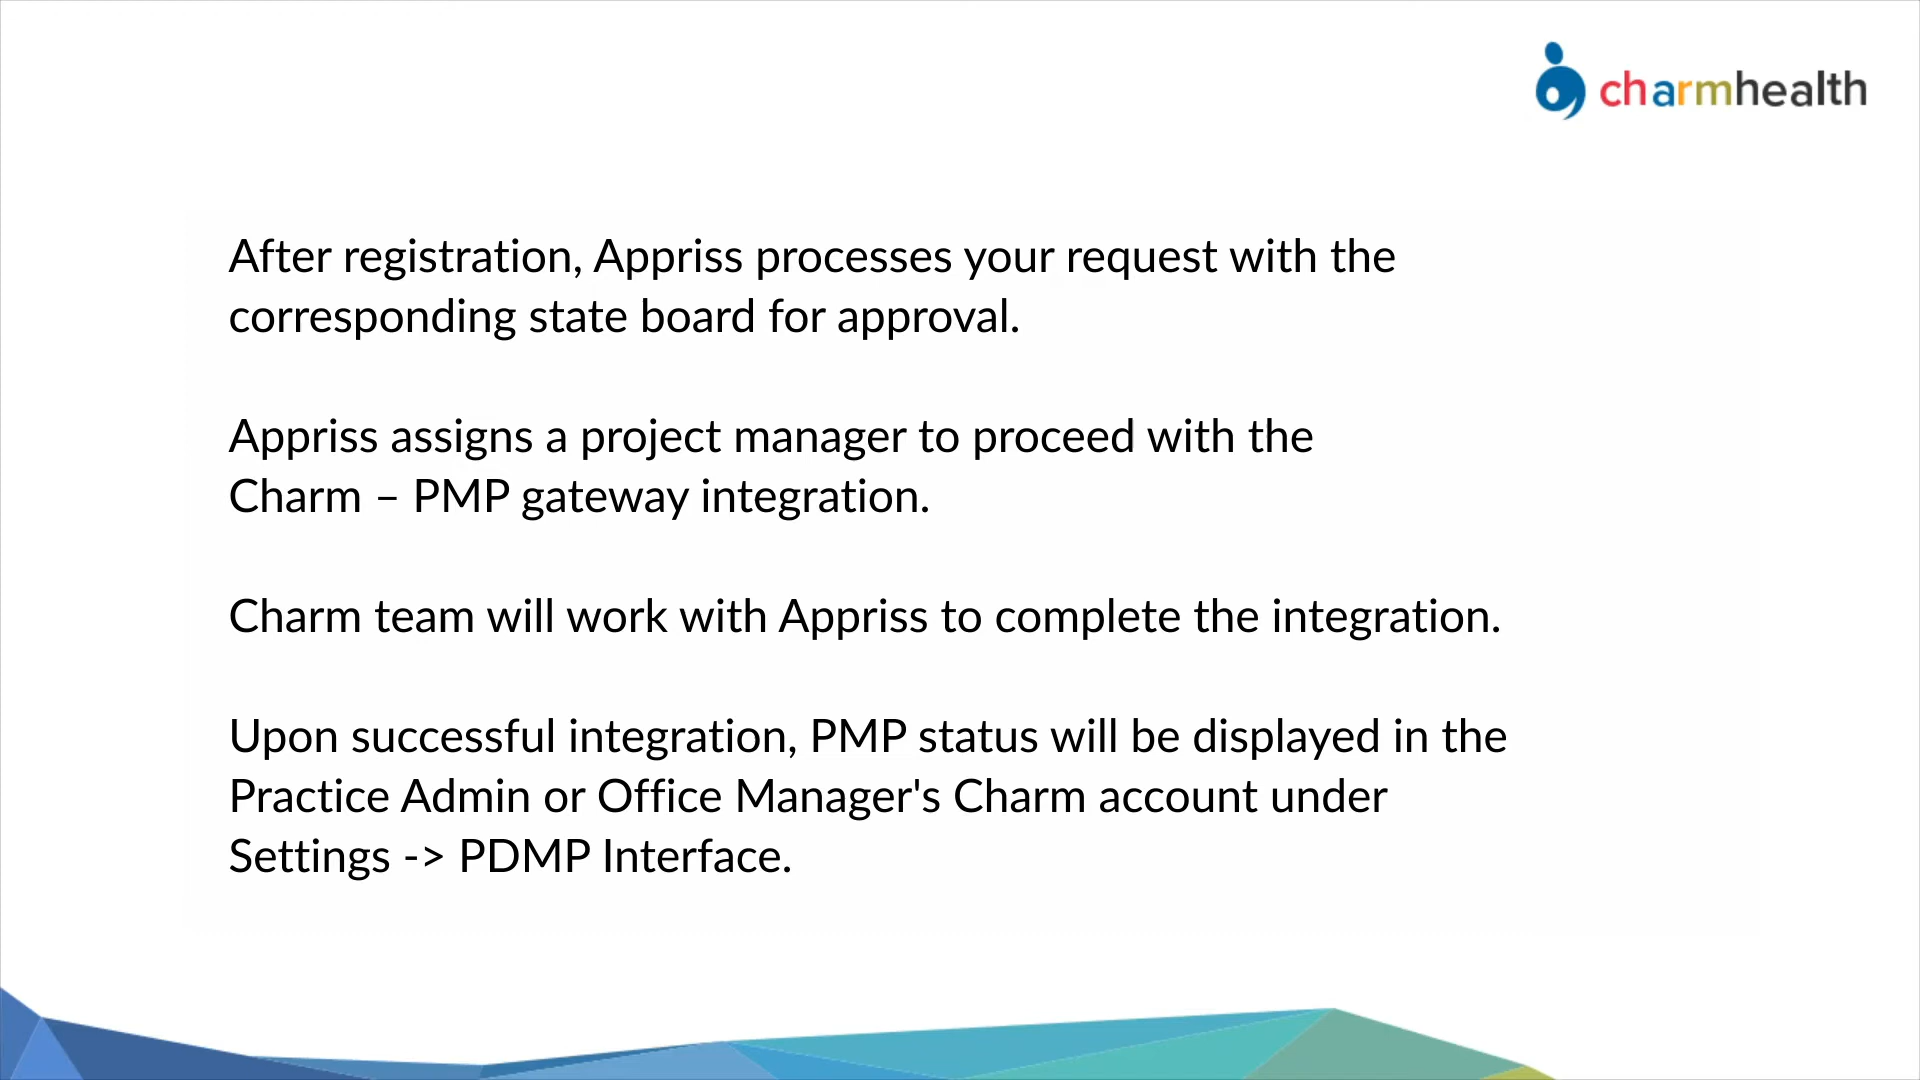 charmhealth
After registration, Appriss processes your request with the
corresponding state board for approval.
Appriss assigns a project manager to proceed with the
Charm – PMP gateway integration.
Charm team will work with Appriss to complete the integration.
Upon successful integration, PMP status will be displayed in the
Practice Admin or Office Manager's Charm account under
Settings -> PDMP Interface.